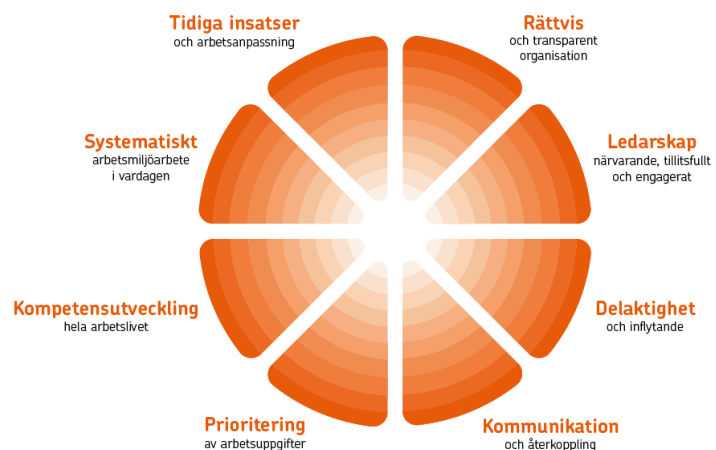 Tidiga insatser
och arbetsanpassning
Rättvis
och transparent
organisation
Ledarskap
närvarande, tillitsfullt
och engagerat
Delaktighet
och inflytande
Kommunikation
och återkoppling
Prioritering
av arbetsuppgifter
Kompetensutveckling
hela arbetslivet
Systematiskt
arbetsmiljöarbete
i vardagen